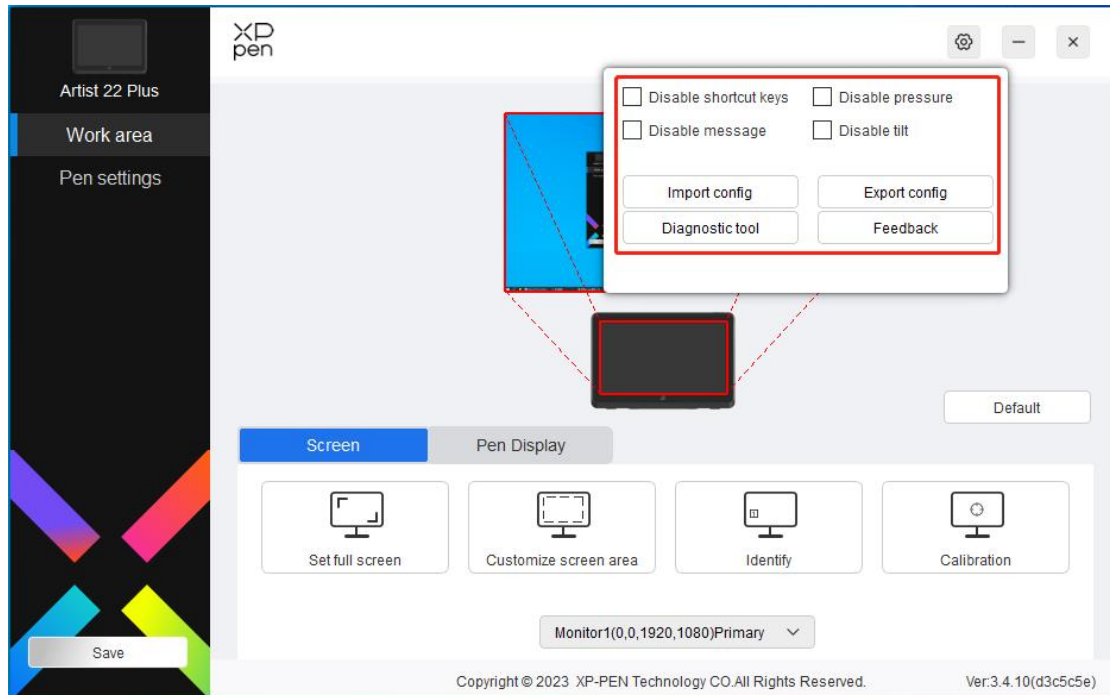 XP
pen
Artist 22 Plus
Work area
Pen settings
Disable shortcut keys
Disable pressure
Disable message
Disable tilt
Import config
Export config
Diagnostic tool
Feedback
Default
Screen
Pen Display
Set full screen
Customize screen area
1
Identify
Calibration
Monitor1(0,0,1920,1080)Primary
Save
Copyright © 2023 XP-PEN Technology CO.All Rights Reserved.
Ver:3.4.10(d3c5c5e)